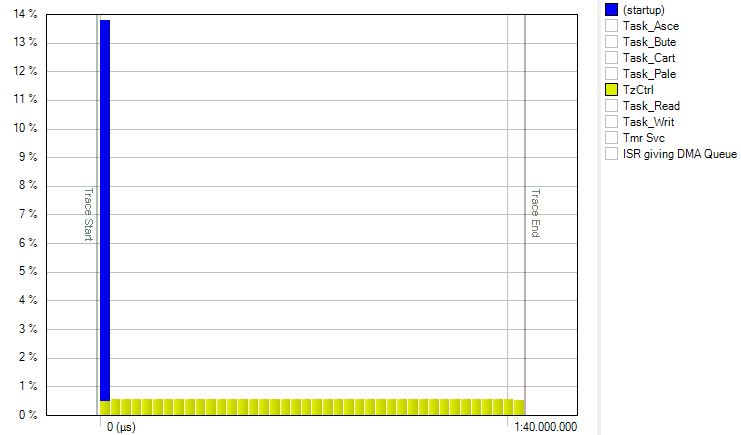 14 %
13 %
12 %
11 %
10 %
9 %
8 %
7 %
6 %
5 %
4 %
3 %
2 %
1 %
0 %
Trace Start
Trace End
0 (µs)
1:40.000.000
(startup)
Task_Asce
Task_Bute
Task_Cart
Task_Pale
TzCtrl
Task_Read
Task_Writ
Tmr Svc
ISR giving DMA Queue